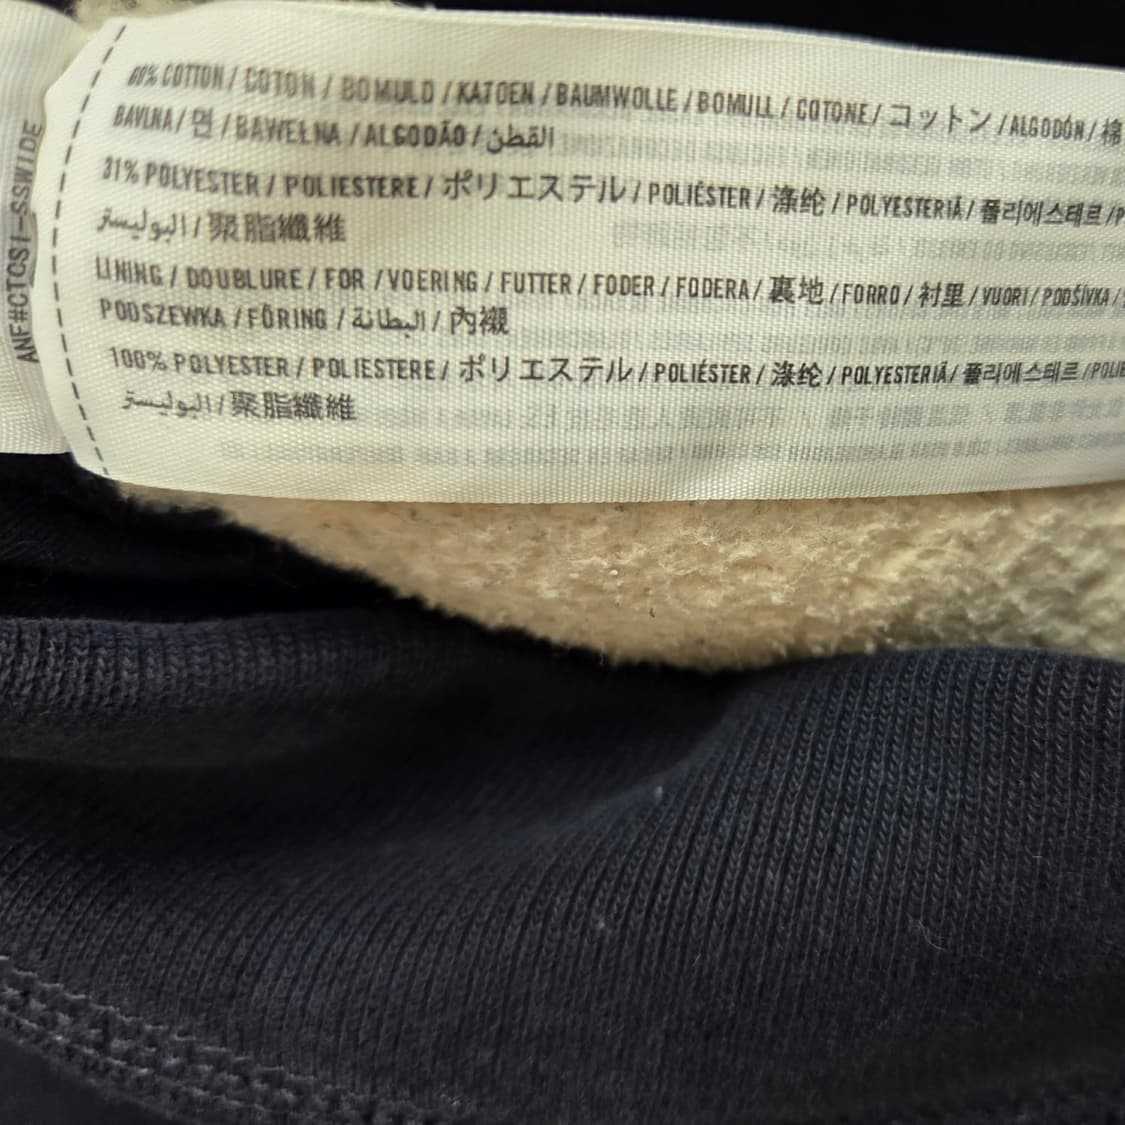 ANF#CTCSI-SSWIDE
COTTON / COTON / BOMULD / KATOEN / BAUMWOLLE / BOMULL / COTONE / コットン / ALGODÓN / 棉
BAVLNA / 면 / BAWEŁNA / ALGODÃO / القطن
31% POLYESTER / POLIESTERE / ポリエステル / POLIÉSTER / 涤纶 / POLYESTERIÄ / 폴리에스테르 /
البوليستر / 聚脂纖維
LINING / DOUBLURE / FOR / VOERING / FUTTER / FODER / FODERA / 裏地 / FORRO / 衬里 / VUORI / PODŠÍVKA /
PODSZEWKA / FÔRING / البطانة / 內襯
100% POLYESTER / POLIESTERE / ポリエステル / POLIÉSTER / 涤纶 / POLYESTERIÄ / 폴리에스테르 /
البوليستر / 聚脂纖維